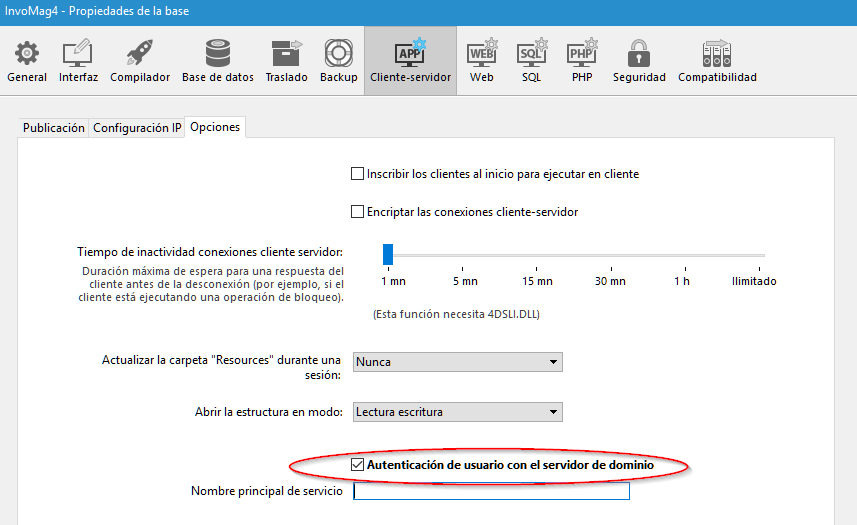 InvoMag4 - Propiedades de la base
APP
WEB
SQL
PHP
General
Interfaz
Compilador
Base de datos
Traslado
Backup
Cliente-servidor
Web
SQL
PHP
Seguridad
Compatibilidad
Publicación
Configuración IP
Opciones
Inscribir los clientes al inicio para ejecutar en cliente
Encriptar las conexiones cliente-servidor
Tiempo de inactividad conexiones cliente servidor:
Duración máxima de espera para una respuesta del
cliente antes de la desconexión (por ejemplo, si el
cliente está ejecutando una operación de bloqueo).
1 mn
5 mn
15 mn
30 mn
1 h
Ilimitado
(Esta función necesita 4DSLI.DLL)
Actualizar la carpeta "Resources" durante una
sesión:
Nunca
Abrir la estructura en modo:
Lectura escritura
Autenticación de usuario con el servidor de dominio
Nombre principal de servicio